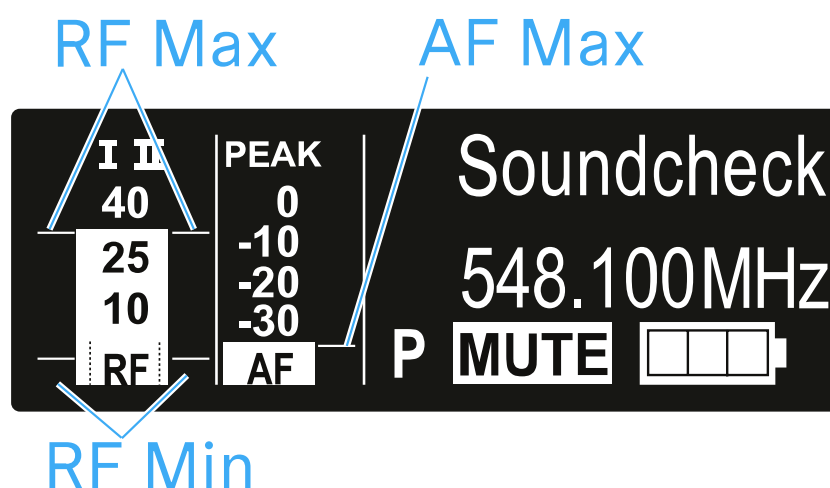 RF Max AF Max
I II PEAK Soundcheck
40 0
25 -10 548.100MHz
10 -20
-30
RF AF P MUTE
RF Min